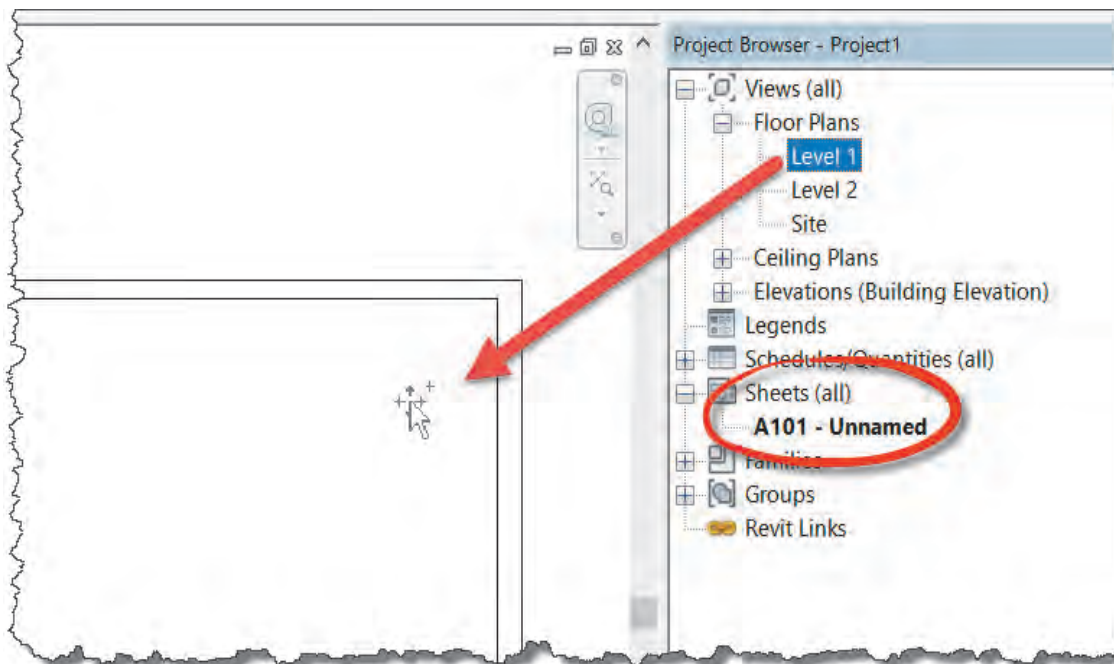 Project Browser - Project1
Views (all)
Floor Plans
Level 1
Level 2
Site
Ceiling Plans
Elevations (Building Elevation)
Legends
Schedules/Quantities (all)
Sheets (all)
A101 - Unnamed
Families
Groups
Revit Links